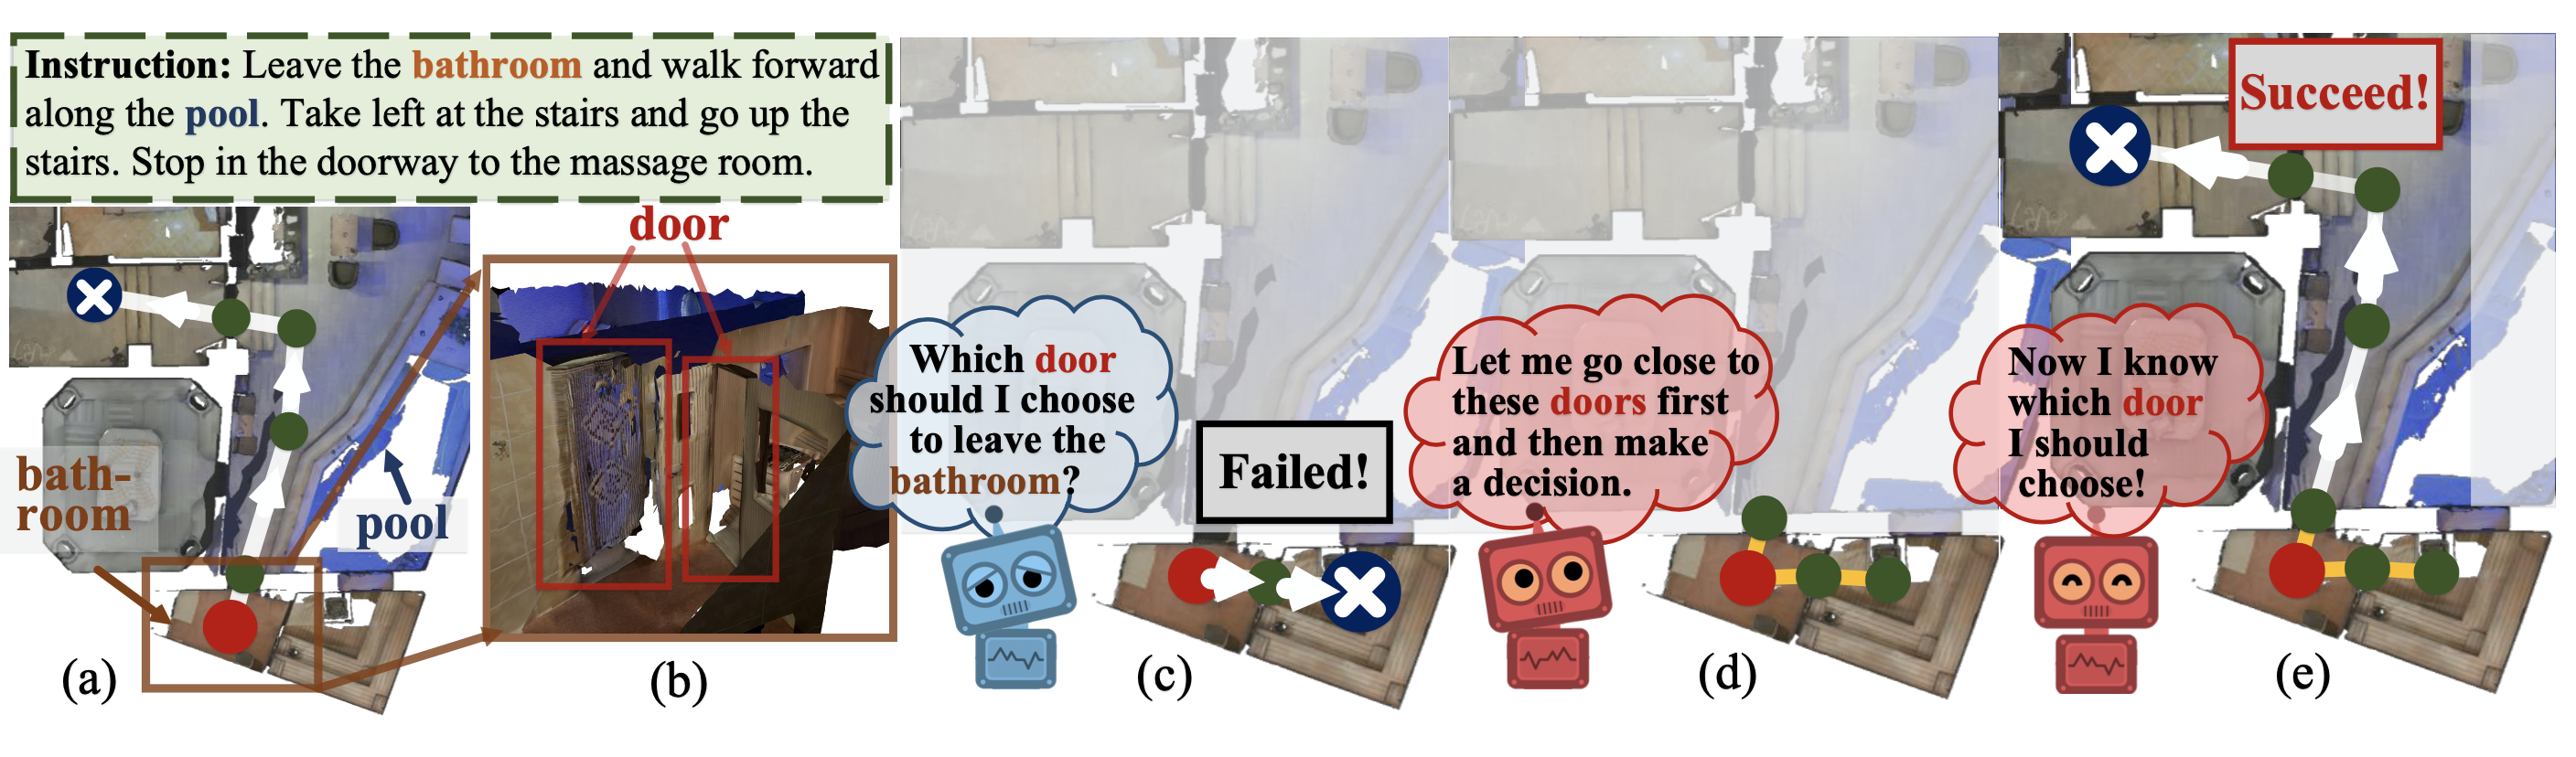 Instruction: Leave the bathroom and walk forward
along the pool. Take left at the stairs and go up the
stairs. Stop in the doorway to the massage room.
bath-
room
pool
(a)
door
(b)
Which door
should I choose
to leave the
bathroom?
Failed!
(c)
Let me go close to
these doors first
and then make
a decision.
(d)
Succeed!
Now I know
which door
I should
choose!
(e)